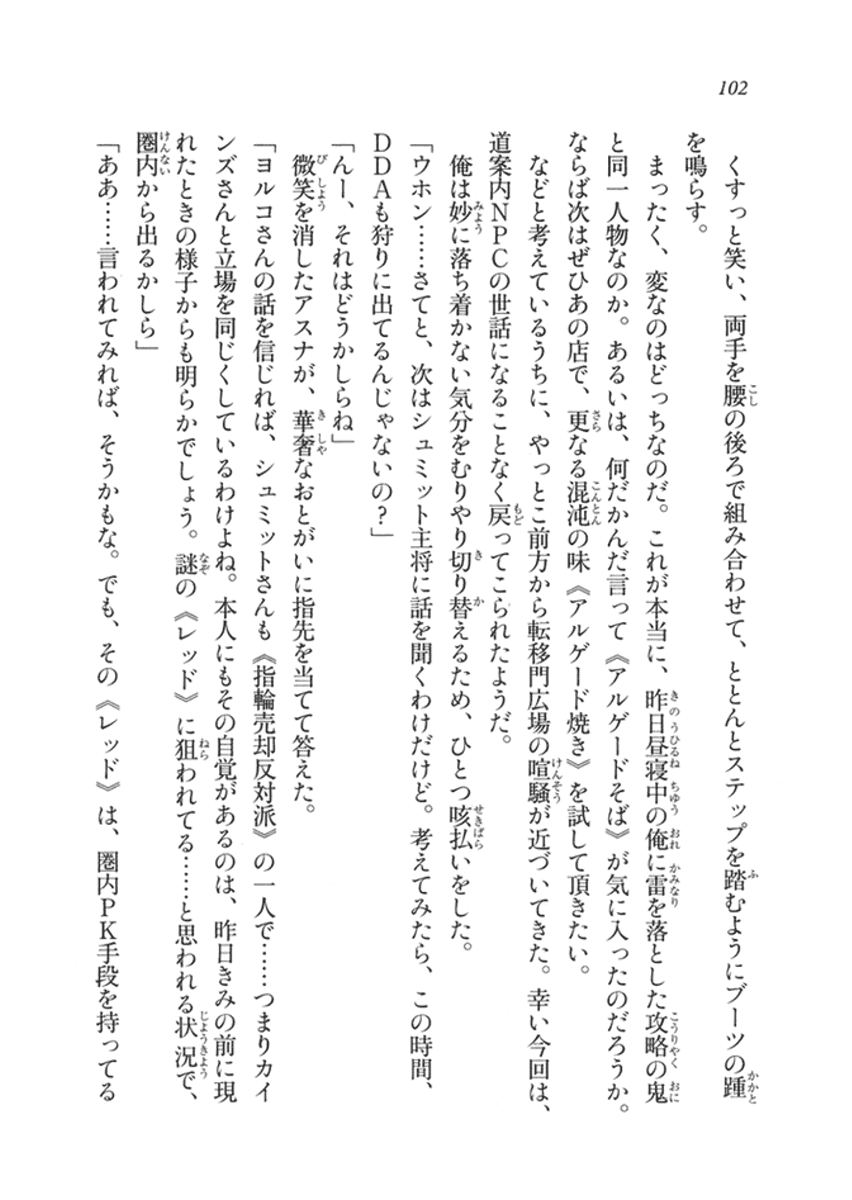 102
くすっと笑い、両手を腰の後ろで組み合わせて、ととんとステップを踏むようにブーツの踵
を鳴らす。
まったく、変なのはどっちなのだ。これが本当に、昨日昼寝中の俺に雷を落とした攻略の鬼
と同一人物なのか。あるいは、何だかんだ言って《アルゲードそば》が気に入ったのだろうか。
ならば次はぜひあの店で、更なる混沌の味《アルゲード焼き》を試して頂きたい。
などと考えているうちに、やっとこ前方から転移門広場の喧騒が近づいてきた。幸い今回は、
道案内NPCの世話になることなく戻ってこられたようだ。
俺は妙に落ち着かない気分をむりやり切り替えるため、ひとつ咳払いをした。
「ウホン……さてと、次はシュミット主将に話を聞くわけだけど。考えてみたら、この時間、
DDAも狩りに出てるんじゃないの？」
「んー、それはどうかしらね」
微笑を消したアスナが、華奢なおとがいに指先を当てて答えた。
「ヨルコさんの話を信じれば、シュミットさんも《指輪売却反対派》の一人で……つまりカイ
ンズさんと立場を同じくしているわけよね。本人にもその自覚があるのは、昨日きみの前に現
れたときの様子からも明らかでしょう。謎の《レッド》に狙われてる……と思われる状況で、
圏内から出るかしら」
「ああ……言われてみれば、そうかもな。でも、その《レッド》は、圏内PK手段を持ってる